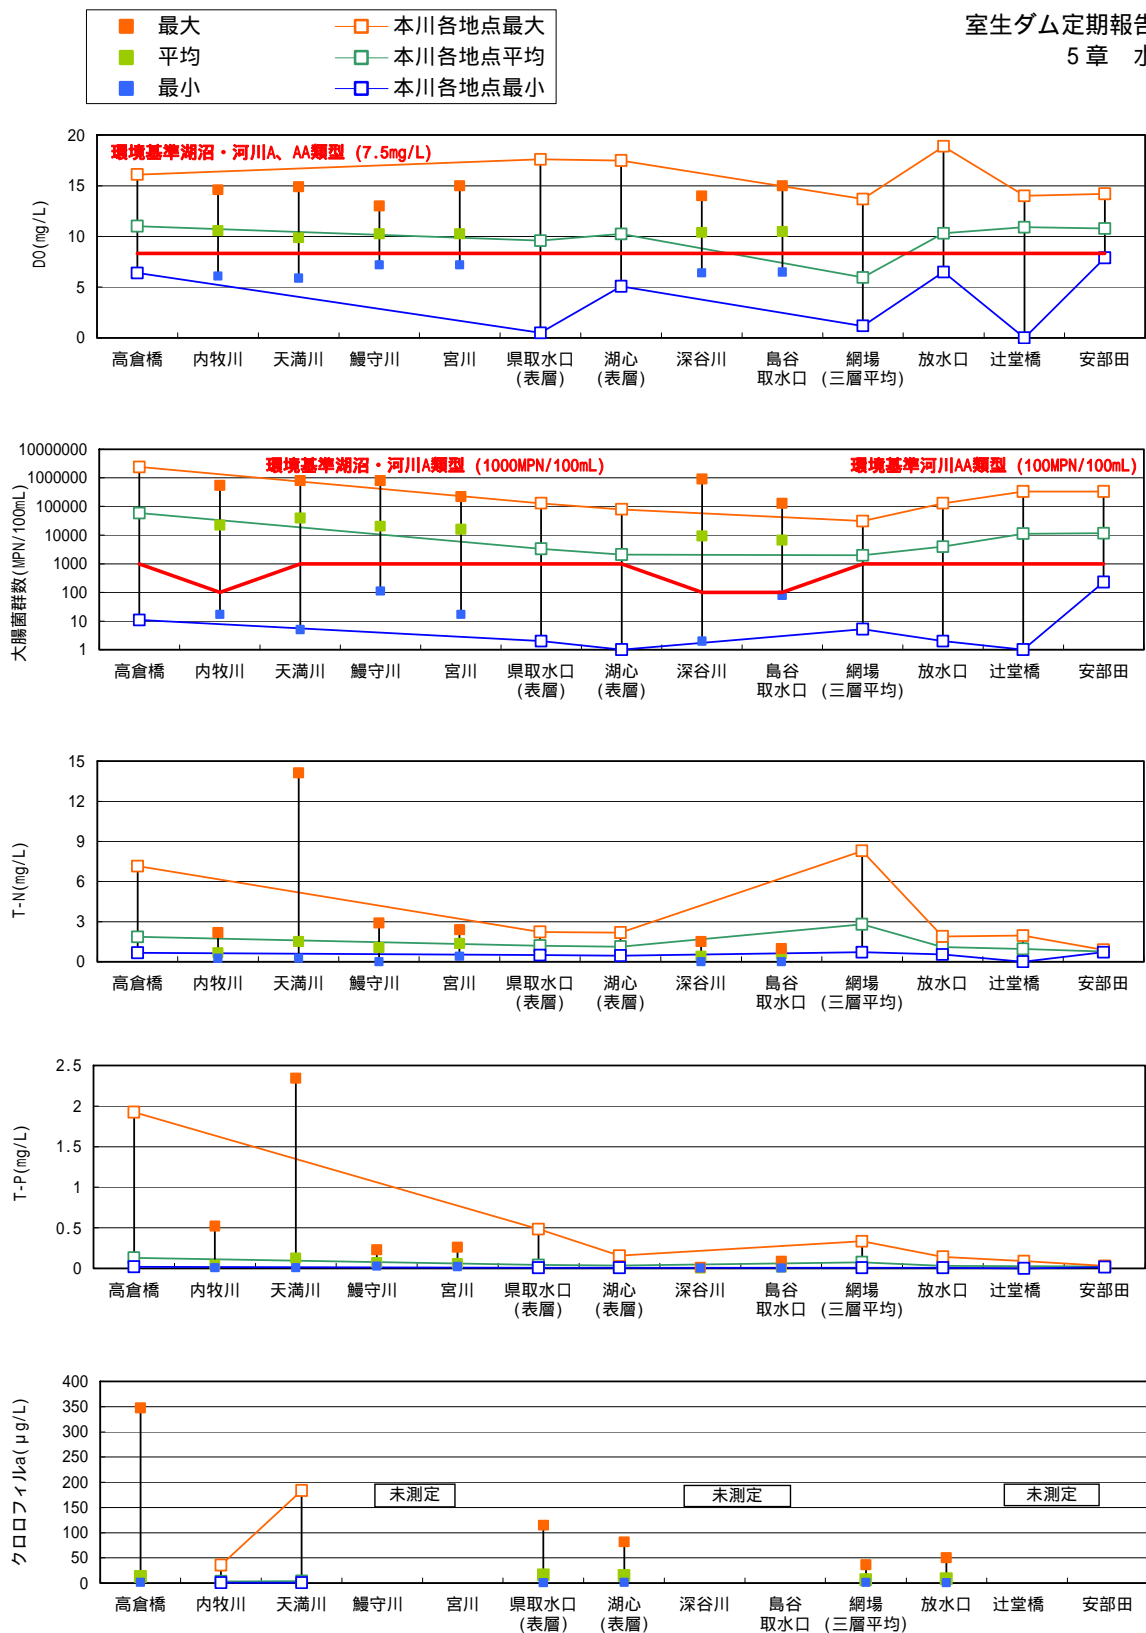 最大
平均
最小
本川各地点最大
本川各地点平均
本川各地点最小
室生ダム定期報告
5章 水
DO(mg/L)
環境基準湖沼・河川A、AA類型 (7.5mg/L)
20
15
10
5
0
高倉橋 内牧川 天満川 鰻守川 宮川 県取水口 湖心 深谷川 島谷 網場 放水口 辻堂橋 安部田
(表層) (表層) 取水口 (三層平均)
大腸菌群数(MPN/100mL)
環境基準湖沼・河川A類型 (1000MPN/100mL) 環境基準河川AA類型 (100MPN/100mL)
10000000
1000000
100000
10000
1000
100
10
1
高倉橋 内牧川 天満川 鰻守川 宮川 県取水口 湖心 深谷川 島谷 網場 放水口 辻堂橋 安部田
(表層) (表層) 取水口 (三層平均)
T-N(mg/L)
15
12
9
6
3
0
高倉橋 内牧川 天満川 鰻守川 宮川 県取水口 湖心 深谷川 島谷 網場 放水口 辻堂橋 安部田
(表層) (表層) 取水口 (三層平均)
T-P(mg/L)
2.5
2
1.5
1
0.5
0
高倉橋 内牧川 天満川 鰻守川 宮川 県取水口 湖心 深谷川 島谷 網場 放水口 辻堂橋 安部田
(表層) (表層) 取水口 (三層平均)
クロロフィルa(μg/L)
400
350
300
250
200
150
100
50
0
未測定 未測定 未測定
高倉橋 内牧川 天満川 鰻守川 宮川 県取水口 湖心 深谷川 島谷 網場 放水口 辻堂橋 安部田
(表層) (表層) 取水口 (三層平均)